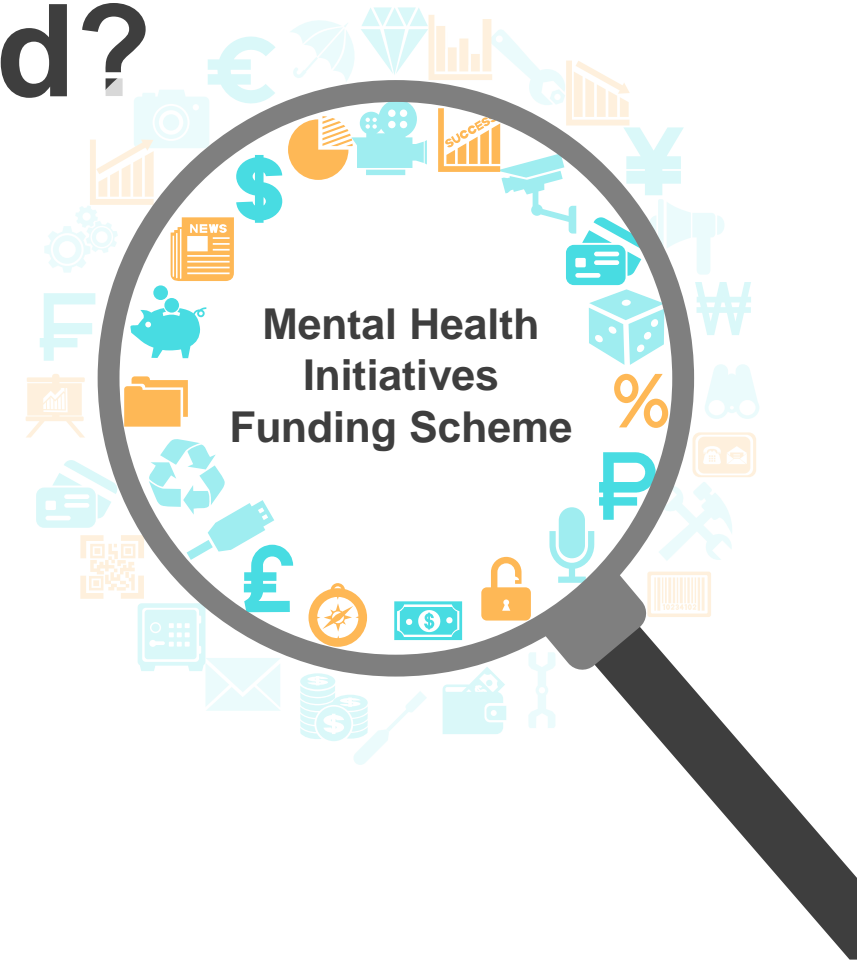 d?
SUCCESS
NEWS
Mental Health
Initiatives
Funding Scheme